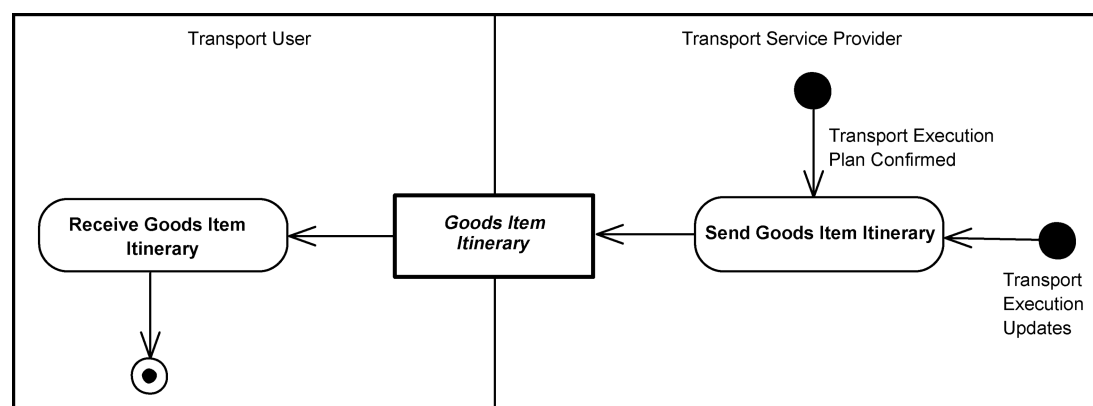 Transport User
Transport Service Provider
Transport Execution
Plan Confirmed
Receive Goods Item
Itinerary
Goods Item
Itinerary
Send Goods Item Itinerary
Transport
Execution
Updates